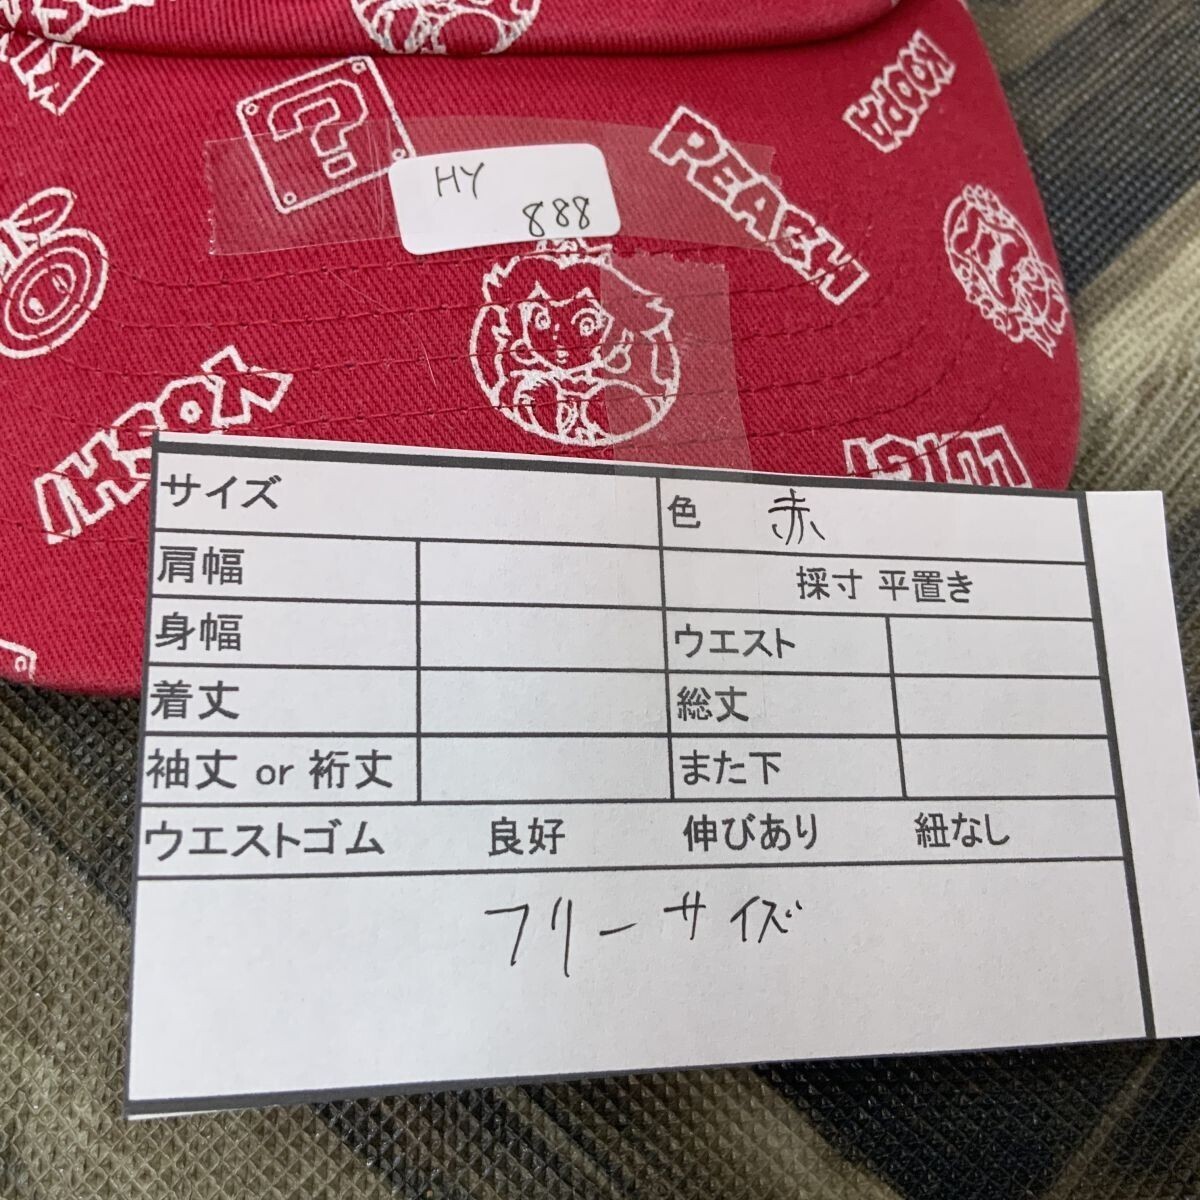 KOOPA
?
PEACH
HY
888
YOSHI
LUIGI
サイズ 色 赤
肩幅 採寸 平置き
身幅 ウエスト
着丈 総丈
袖丈 or 裄丈 また下
ウエストゴム 良好 伸びあり 紐なし
フリーサイズ